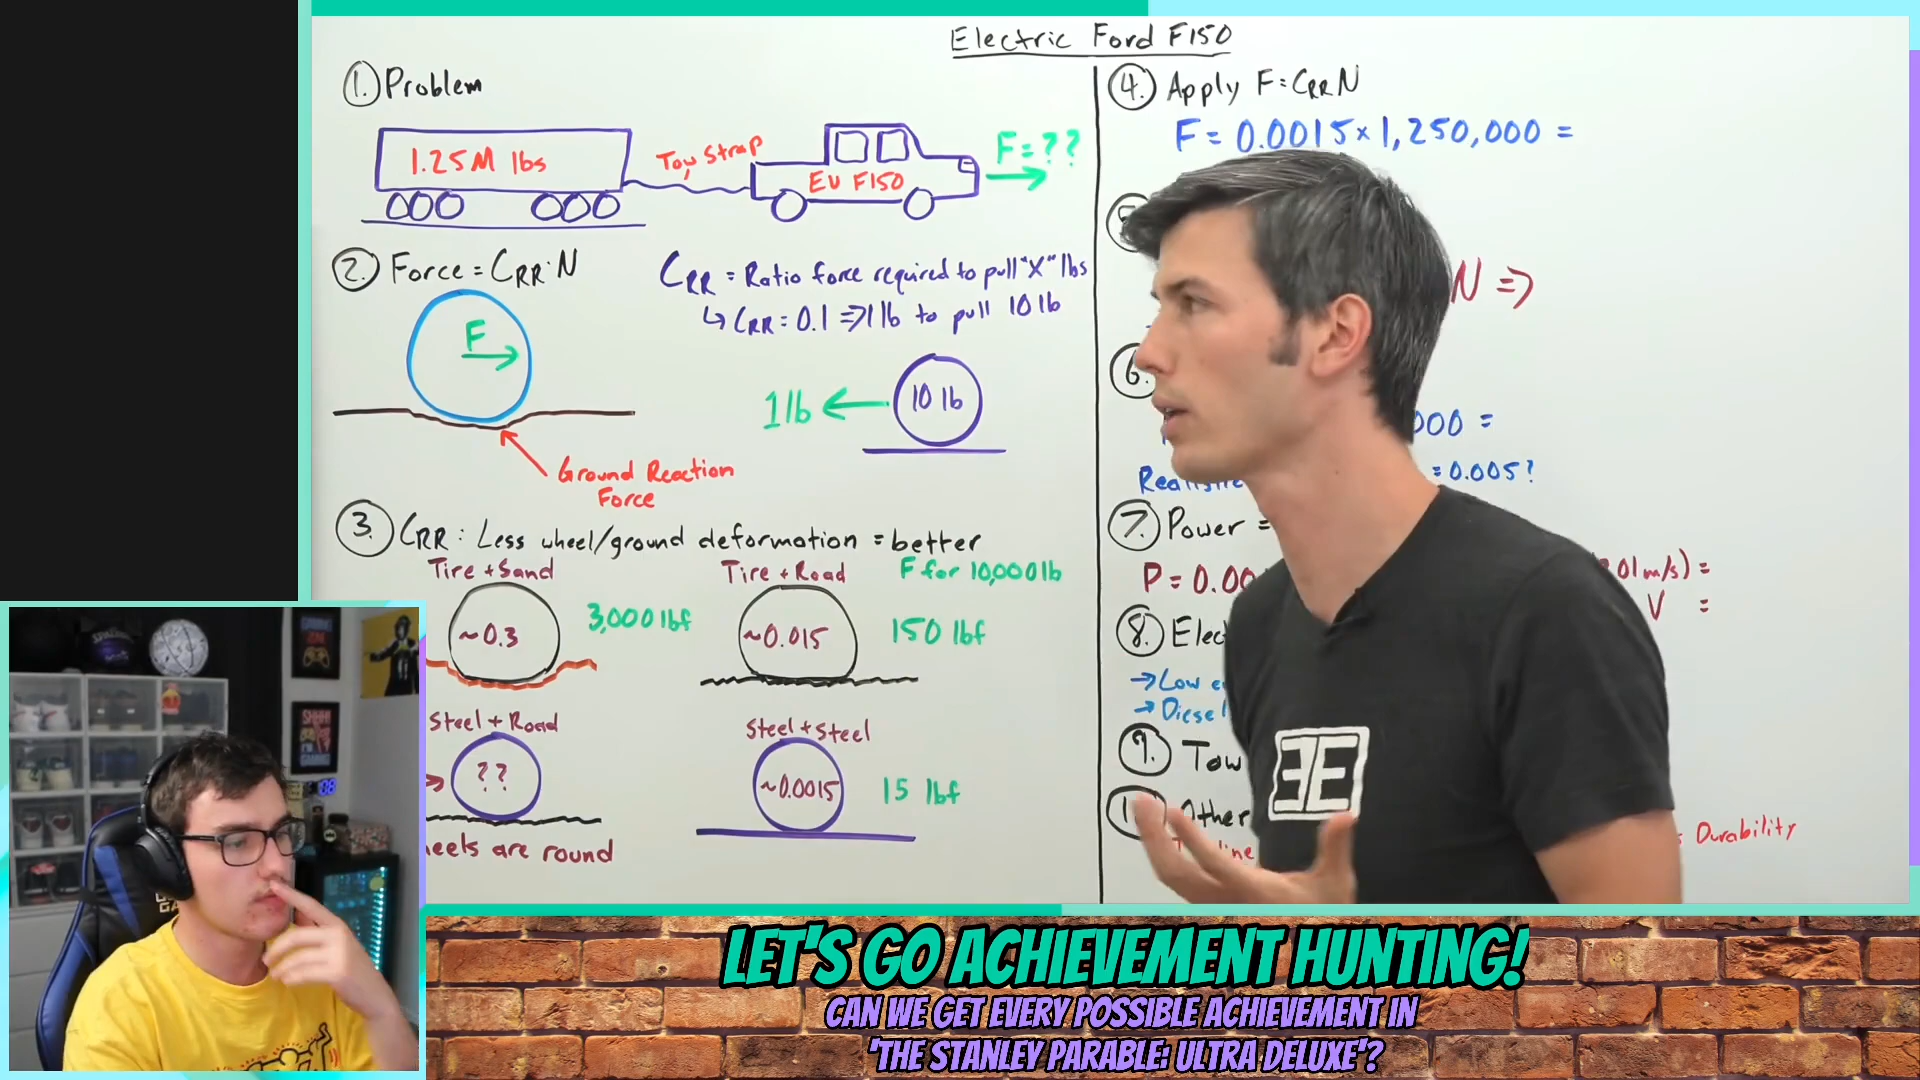 Electric Ford F150
1. Problem
1.25M lbs
Tow Strap
EV F150
F=??
2. Force = CRR·N
CRR = Ratio force required to pull "X" lbs
↳ CRR = 0.1 ⇒ 1 lb to pull 10 lb
F
1 lb
10 lb
Ground Reaction
Force
3. CRR: Less wheel/ground deformation = better
Tire + Sand
Tire + Road
F for 10,000 lb
~0.3
3,000 lbf
~0.015
150 lbf
Steel + Road
Steel + Steel
??
~0.0015
15 lbf
eels are round
4. Apply F=CRRN
F = 0.0015 × 1,250,000 =
N ⇒
6.
000 =
= 0.005?
7. Power =
P = 0.00
01 m/s) =
V =
8. Elec
→ Low
→ Diesel
9. Tow
Other
Durability
ƎE
LET'S GO ACHIEVEMENT HUNTING!
CAN WE GET EVERY POSSIBLE ACHIEVEMENT IN
'THE STANLEY PARABLE: ULTRA DELUXE'?